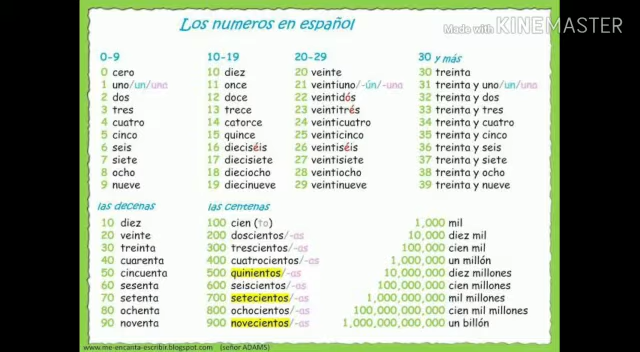 Los numeros en español
Made with KINEMASTER
0-9
0 cero
1 uno/un/una
2 dos
3 tres
4 cuatro
5 cinco
6 seis
7 siete
8 ocho
9 nueve
10-19
10 diez
11 once
12 doce
13 trece
14 catorce
15 quince
16 dieciséis
17 diecisiete
18 dieciocho
19 diecinueve
20-29
20 veinte
21 veintiuno/-ún/-una
22 veintidós
23 veintitrés
24 veinticuatro
25 veinticinco
26 veintiséis
27 veintisiete
28 veintiocho
29 veintinueve
30 y más
30 treinta
31 treinta y uno/un/una
32 treinta y dos
33 treinta y tres
34 treinta y cuatro
35 treinta y cinco
36 treinta y seis
37 treinta y siete
38 treinta y ocho
39 treinta y nueve
las decenas
10 diez
20 veinte
30 treinta
40 cuarenta
50 cincuenta
60 sesenta
70 setenta
80 ochenta
90 noventa
las centenas
100 cien (to)
200 doscientos/-as
300 trescientos/-as
400 cuatrocientos/-as
500 quinientos/-as
600 seiscientos/-as
700 setecientos/-as
800 ochocientos/-as
900 novecientos/-as
1,000 mil
10,000 diez mil
100,000 cien mil
1,000,000 un millón
10,000,000 diez millones
100,000,000 cien millones
1,000,000,000 mil millones
100,000,000,000 cien mil millones
1,000,000,000,000 un billón
www.me-encanta-escribir.blogspot.com (señor ADAMS)